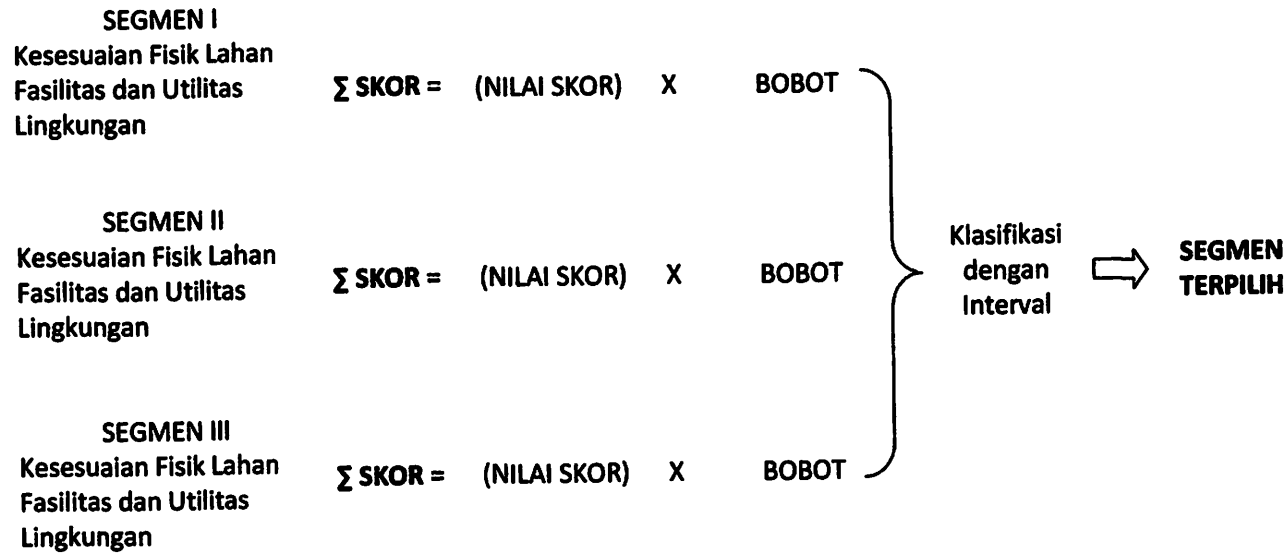 SEGMEN I
Kesesuaian Fisik Lahan
Fasilitas dan Utilitas
Lingkungan
∑ SKOR = (NILAI SKOR) X BOBOT
SEGMEN II
Kesesuaian Fisik Lahan
Fasilitas dan Utilitas
Lingkungan
∑ SKOR = (NILAI SKOR) X BOBOT
SEGMEN III
Kesesuaian Fisik Lahan
Fasilitas dan Utilitas
Lingkungan
∑ SKOR = (NILAI SKOR) X BOBOT
Klasifikasi
dengan
Interval
SEGMEN
TERPILIH